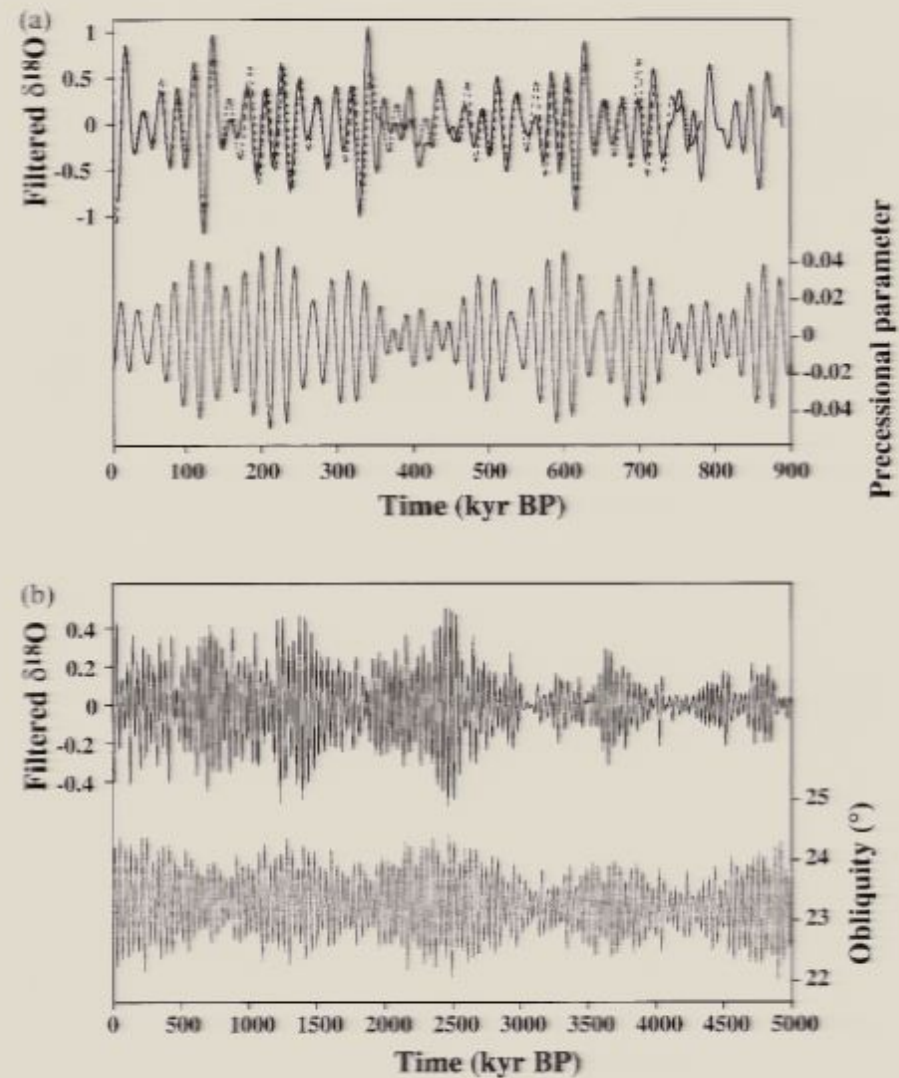 (a)
Filtered δ18O
1
0.5
0
-0.5
-1
0.04
0.02
0
-0.02
-0.04
Precessional parameter
0 100 200 300 400 500 600 700 800 900
Time (kyr BP)
(b)
Filtered δ18O
0.4
0.2
0
-0.2
-0.4
25
24
23
22
Obliquity (°)
0 500 1000 1500 2000 2500 3000 3500 4000 4500 5000
Time (kyr BP)